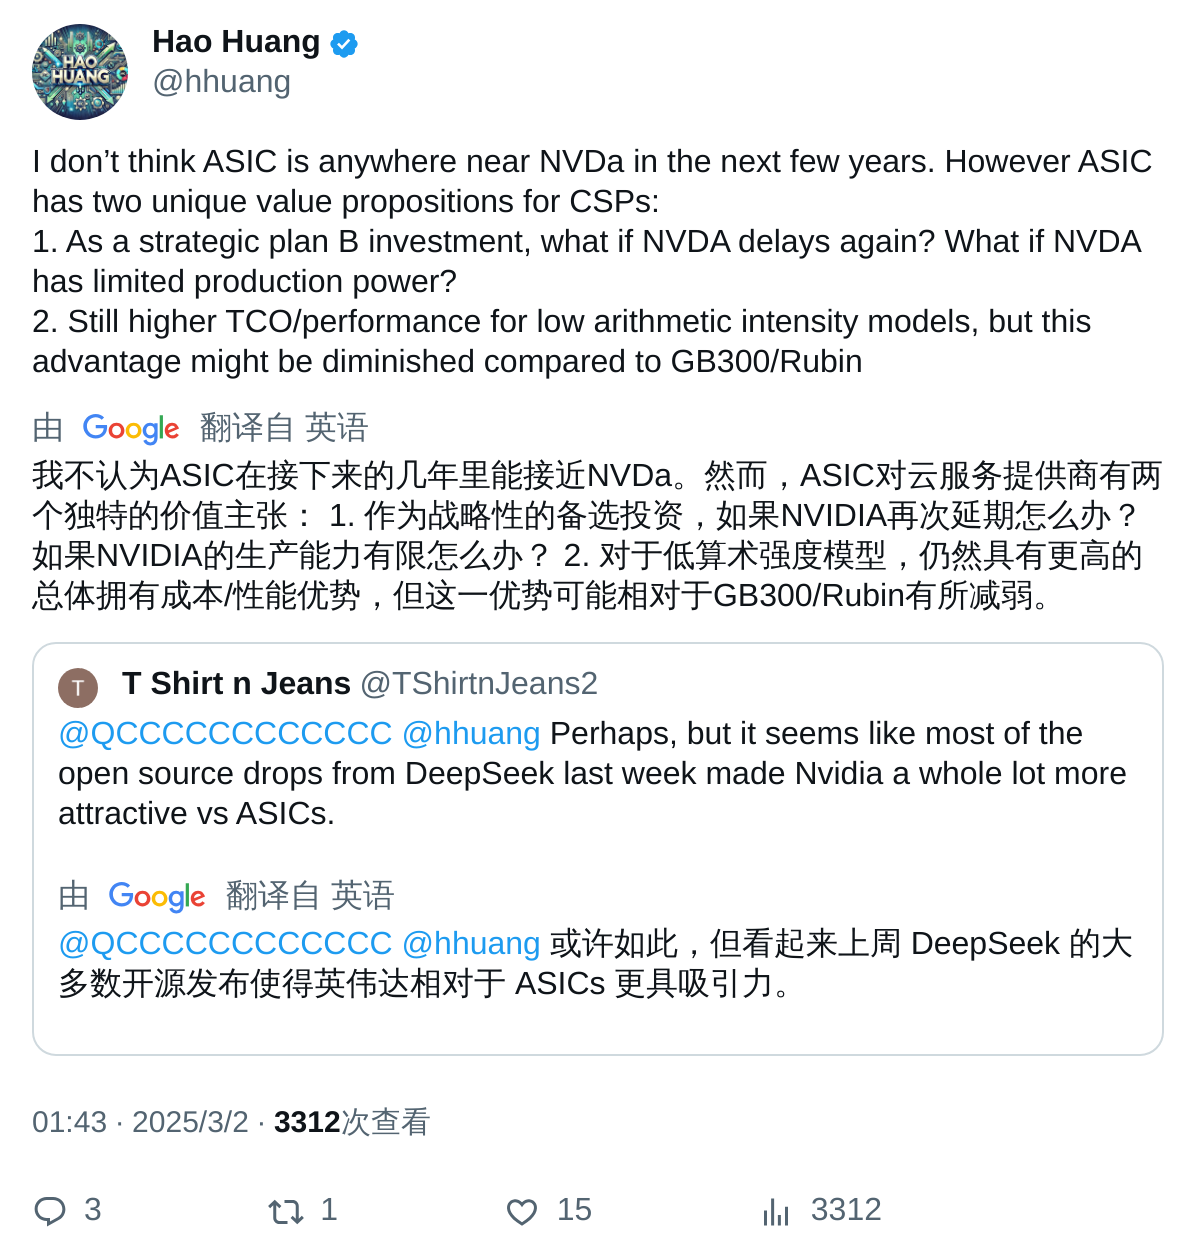 HAO
HUANG
Hao Huang
@hhuang
I don’t think ASIC is anywhere near NVDa in the next few years. However ASIC
has two unique value propositions for CSPs:
1. As a strategic plan B investment, what if NVDA delays again? What if NVDA
has limited production power?
2. Still higher TCO/performance for low arithmetic intensity models, but this
advantage might be diminished compared to GB300/Rubin
由 Google 翻译自 英语
我不认为ASIC在接下来的几年里能接近NVDa。然而，ASIC对云服务提供商有两
个独特的价值主张： 1. 作为战略性的备选投资，如果NVIDIA再次延期怎么办？
如果NVIDIA的生产能力有限怎么办？ 2. 对于低算术强度模型，仍然具有更高的
总体拥有成本/性能优势，但这一优势可能相对于GB300/Rubin有所减弱。
T T Shirt n Jeans @TShirtnJeans2
@QCCCCCCCCCCCCC @hhuang Perhaps, but it seems like most of the
open source drops from DeepSeek last week made Nvidia a whole lot more
attractive vs ASICs.
由 Google 翻译自 英语
@QCCCCCCCCCCCCC @hhuang 或许如此，但看起来上周 DeepSeek 的大
多数开源发布使得英伟达相对于 ASICs 更具吸引力。
01:43 · 2025/3/2 · 3312次查看
3 1 15 3312